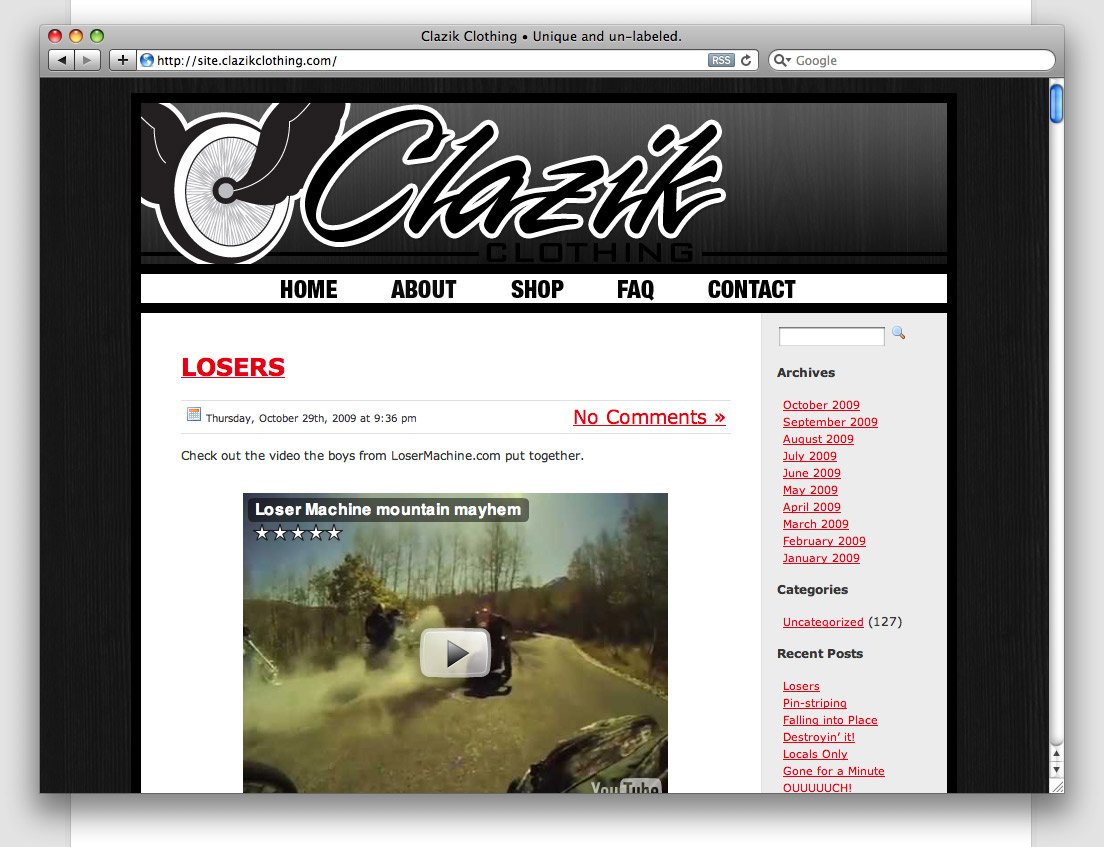 Clazik Clothing • Unique and un-labeled.
http://site.clazikclothing.com/
RSS
Google
Clazik
CLOTHING
HOME ABOUT SHOP FAQ CONTACT
LOSERS
Thursday, October 29th, 2009 at 9:36 pm
No Comments »
Check out the video the boys from LoserMachine.com put together.
Loser Machine mountain mayhem
YouTube
Archives
October 2009
September 2009
August 2009
July 2009
June 2009
May 2009
April 2009
March 2009
February 2009
January 2009
Categories
Uncategorized (127)
Recent Posts
Losers
Pin-striping
Falling into Place
Destroyin' it!
Locals Only
Gone for a Minute
OUUUUUCH!